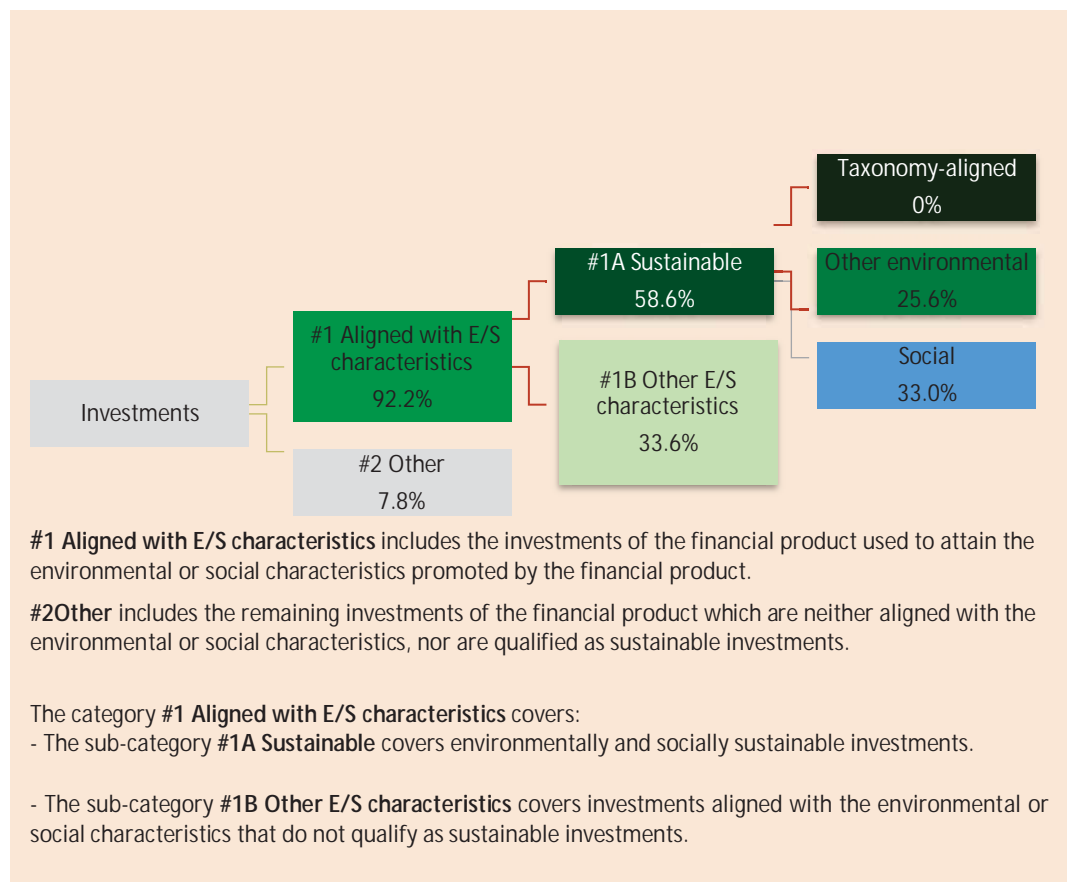 Taxonomy-aligned
0%
#1A Sustainable
58.6%
Other environmental
25.6%
#1 Aligned with E/S
characteristics
92.2%
Social
33.0%
#1B Other E/S
characteristics
33.6%
Investments
#2 Other
7.8%
#1 Aligned with E/S characteristics includes the investments of the financial product used to attain the
environmental or social characteristics promoted by the financial product.
#2Other includes the remaining investments of the financial product which are neither aligned with the
environmental or social characteristics, nor are qualified as sustainable investments.
The category #1 Aligned with E/S characteristics covers:
- The sub-category #1A Sustainable covers environmentally and socially sustainable investments.
- The sub-category #1B Other E/S characteristics covers investments aligned with the environmental or
social characteristics that do not qualify as sustainable investments.